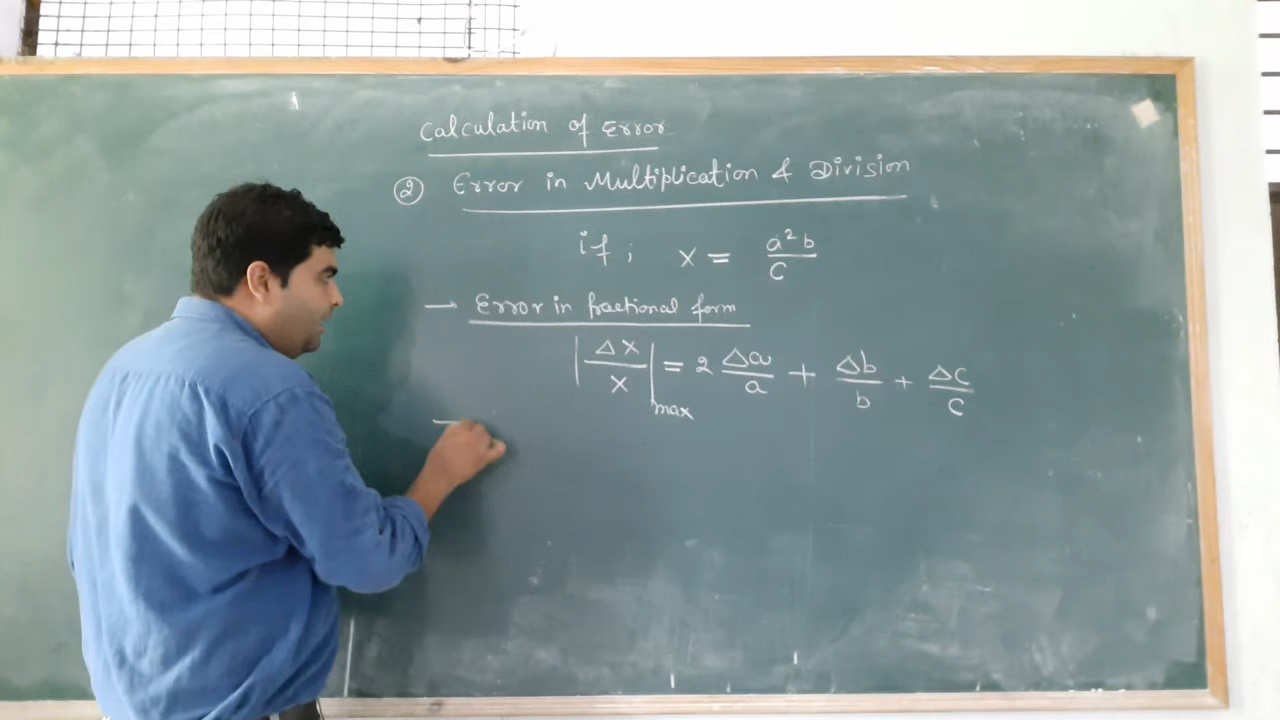 Calculation of Error
② Error in Multiplication & Division
if ; x = a² b / c
→ Error in fractional form
|Δx / x|max = 2 Δa / a + Δb / b + Δc / c